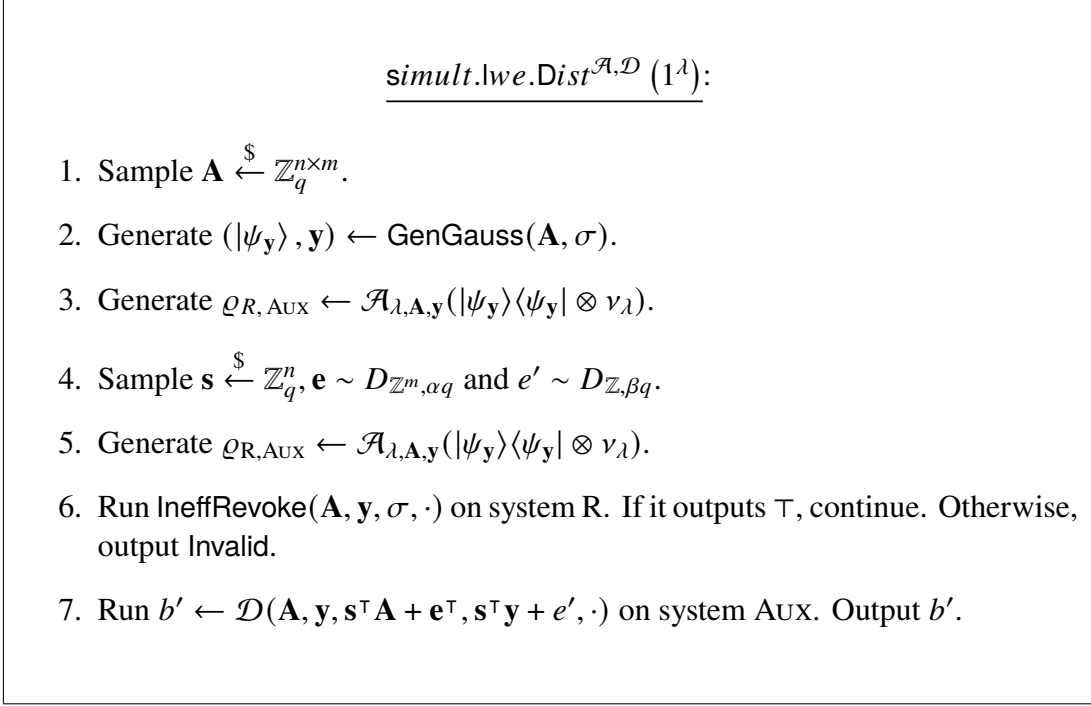 simult.lwe.Dist^{𝒜,𝒟} (1^λ):
1. Sample A ←$ ℤ_q^{n×m}.
2. Generate (|ψ_y⟩ , y) ← GenGauss(A, σ).
3. Generate ϱ_{R, Aux} ← 𝒜_{λ,A,y}(|ψ_y⟩⟨ψ_y| ⊗ ν_λ).
4. Sample s ←$ ℤ_q^n, e ∼ D_{ℤ^m,αq} and e′ ∼ D_{ℤ,βq}.
5. Generate ϱ_{R,Aux} ← 𝒜_{λ,A,y}(|ψ_y⟩⟨ψ_y| ⊗ ν_λ).
6. Run IneffRevoke(A, y, σ, ·) on system R. If it outputs ⊤, continue. Otherwise,
output Invalid.
7. Run b′ ← 𝒟(A, y, s^⊺A + e^⊺, s^⊺y + e′, ·) on system Aux. Output b′.